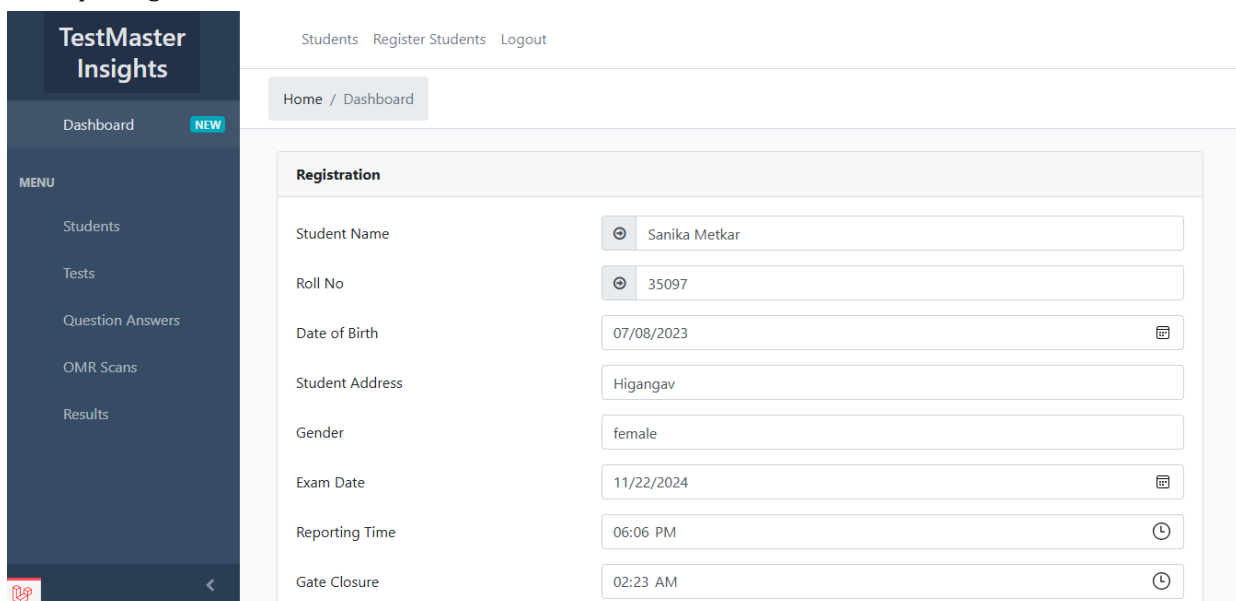 TestMaster
Insights
Students Register Students Logout
Home / Dashboard
Dashboard NEW
MENU
Students
Tests
Question Answers
OMR Scans
Results
Registration
Student Name Sanika Metkar
Roll No 35097
Date of Birth 07/08/2023
Student Address Higangav
Gender female
Exam Date 11/22/2024
Reporting Time 06:06 PM
Gate Closure 02:23 AM